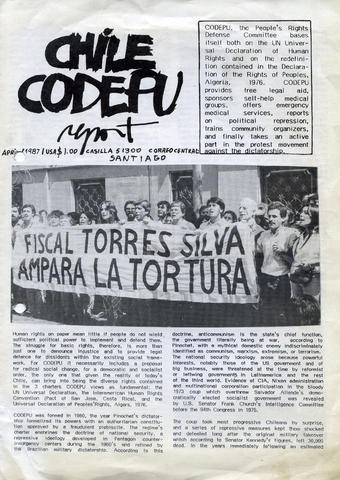 CHILE
CODEPU
report
APRIL 1987 / USA $1.00 / CASILLA 51300 CORREO CENTRAL
SANTIAGO
CODEPU, the People's Rights
Defense Committee bases
itself both on the UN Univer-
sal Declaration of Human
Rights and on the redefini-
tion contained in the Declara-
tion of the Rights of Peoples,
Algeria, 1976. CODEPU
provides free legal aid,
sponsors self-help medical
groups, offers emergency
medical services, reports
on political repression,
trains community organizers,
and finally takes an active
part in the protest movement
against the dictatorship.
FISCAL TORRES SILVA
AMPARA LA TORTURA
Human rights on paper mean little if people do not wield
sufficient political power to implement and defend them.
The struggle for basic rights, therefore, is more than
just one to denounce injustice and to provide legal
defence for dissidents within the existing social frame-
work. For CODEPU it necessarily includes a proposal
for radical social change, for a democratic and socialist
order, the only one that given the reality of today's
Chile, can bring into being the diverse rights contained
in the 3 charters CODEPU views as fundamental: the
UN Universal Declaration, the Interamerican Human Rights
Convention (Pact of San Jose, Costa Rica), and the
Universal Declaration of Peoples' Rights, Algers, 1976.
CODEPU was formed in 1980, the year Pinochet's dictator-
ship formalized its powers with an authoritarian constitu-
tion approved by a fraudulent plebiscite. The regime's
charter enshrines the doctrine of national security, a
repressive ideology developed in Pentagon counter-
insurgency centers during the 1960's and refined by
the Brazilian military dictatorship. According to this
doctrine, anticommunism is the state's chief function,
the government literally being at war, according to
Pinochet, with a mythical domestic enemy indiscriminately
identified as communism, marxism, extremism, or terrorism.
The national security ideology arose because powerful
interests, notably those of the US government and of
big business, were threatened at the time by reformist
or leftwing governments in Latinamerica and the rest
of the third world. Evidence of CIA, Nixon administration
and multinational corporation participation in the bloody
1973 coup which overthrew Salvador Allende's demo-
cratically elected socialist government was revealed
by U.S. Senator Frank Church's Intelligence Committee
before the 94th Congress in 1975.
The coup took most progressive Chileans by surprise,
and a series of repressive measures kept those shocked
and defeated long after the original military takeover
which according to Senator Kennedy's figures, left 30,000
dead. In the years immediately following an estimated